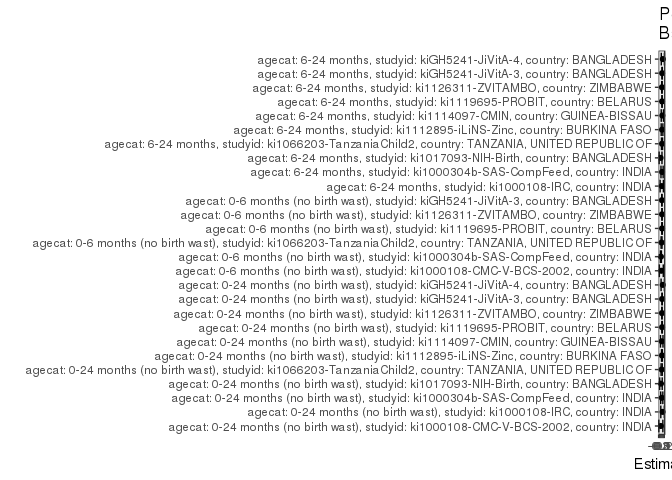 P
B
agecat: 6-24 months, studyid: kiGH5241-JiVitA-4, country: BANGLADESH
agecat: 6-24 months, studyid: kiGH5241-JiVitA-3, country: BANGLADESH
agecat: 6-24 months, studyid: ki1126311-ZVITAMBO, country: ZIMBABWE
agecat: 6-24 months, studyid: ki1119695-PROBIT, country: BELARUS
agecat: 6-24 months, studyid: ki1114097-CMIN, country: GUINEA-BISSAU
agecat: 6-24 months, studyid: ki1112895-iLiNS-Zinc, country: BURKINA FASO
agecat: 6-24 months, studyid: ki1066203-TanzaniaChild2, country: TANZANIA, UNITED REPUBLIC OF
agecat: 6-24 months, studyid: ki1017093-NIH-Birth, country: BANGLADESH
agecat: 6-24 months, studyid: ki1000304b-SAS-CompFeed, country: INDIA
agecat: 6-24 months, studyid: ki1000108-IRC, country: INDIA
agecat: 0-6 months (no birth wast), studyid: kiGH5241-JiVitA-3, country: BANGLADESH
agecat: 0-6 months (no birth wast), studyid: ki1126311-ZVITAMBO, country: ZIMBABWE
agecat: 0-6 months (no birth wast), studyid: ki1119695-PROBIT, country: BELARUS
agecat: 0-6 months (no birth wast), studyid: ki1066203-TanzaniaChild2, country: TANZANIA, UNITED REPUBLIC OF
agecat: 0-6 months (no birth wast), studyid: ki1000304b-SAS-CompFeed, country: INDIA
agecat: 0-6 months (no birth wast), studyid: ki1000108-CMC-V-BCS-2002, country: INDIA
agecat: 0-24 months (no birth wast), studyid: kiGH5241-JiVitA-4, country: BANGLADESH
agecat: 0-24 months (no birth wast), studyid: kiGH5241-JiVitA-3, country: BANGLADESH
agecat: 0-24 months (no birth wast), studyid: ki1126311-ZVITAMBO, country: ZIMBABWE
agecat: 0-24 months (no birth wast), studyid: ki1119695-PROBIT, country: BELARUS
agecat: 0-24 months (no birth wast), studyid: ki1114097-CMIN, country: GUINEA-BISSAU
agecat: 0-24 months (no birth wast), studyid: ki1112895-iLiNS-Zinc, country: BURKINA FASO
agecat: 0-24 months (no birth wast), studyid: ki1066203-TanzaniaChild2, country: TANZANIA, UNITED REPUBLIC OF
agecat: 0-24 months (no birth wast), studyid: ki1017093-NIH-Birth, country: BANGLADESH
agecat: 0-24 months (no birth wast), studyid: ki1000304b-SAS-CompFeed, country: INDIA
agecat: 0-24 months (no birth wast), studyid: ki1000108-IRC, country: INDIA
agecat: 0-24 months (no birth wast), studyid: ki1000108-CMC-V-BCS-2002, country: INDIA
Estima